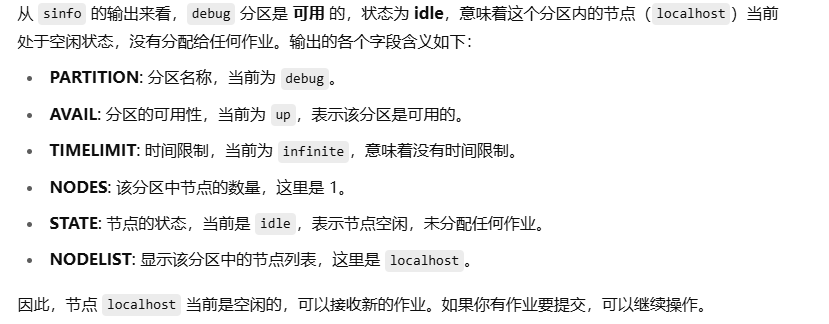 从 sinfo 的输出来看，debug 分区是 可用 的，状态为 idle，意味着这个分区内的节点（localhost）当前
处于空闲状态，没有分配给任何作业。输出的各个字段含义如下：
• PARTITION: 分区名称，当前为 debug。
• AVAIL: 分区的可用性，当前为 up，表示该分区是可用的。
• TIMELIMIT: 时间限制，当前为 infinite，意味着没有时间限制。
• NODES: 该分区中节点的数量，这里是 1。
• STATE: 节点的状态，当前是 idle，表示节点空闲，未分配任何作业。
• NODELIST: 显示该分区中的节点列表，这里是 localhost。
因此，节点 localhost 当前是空闲的，可以接收新的作业。如果你有作业要提交，可以继续操作。